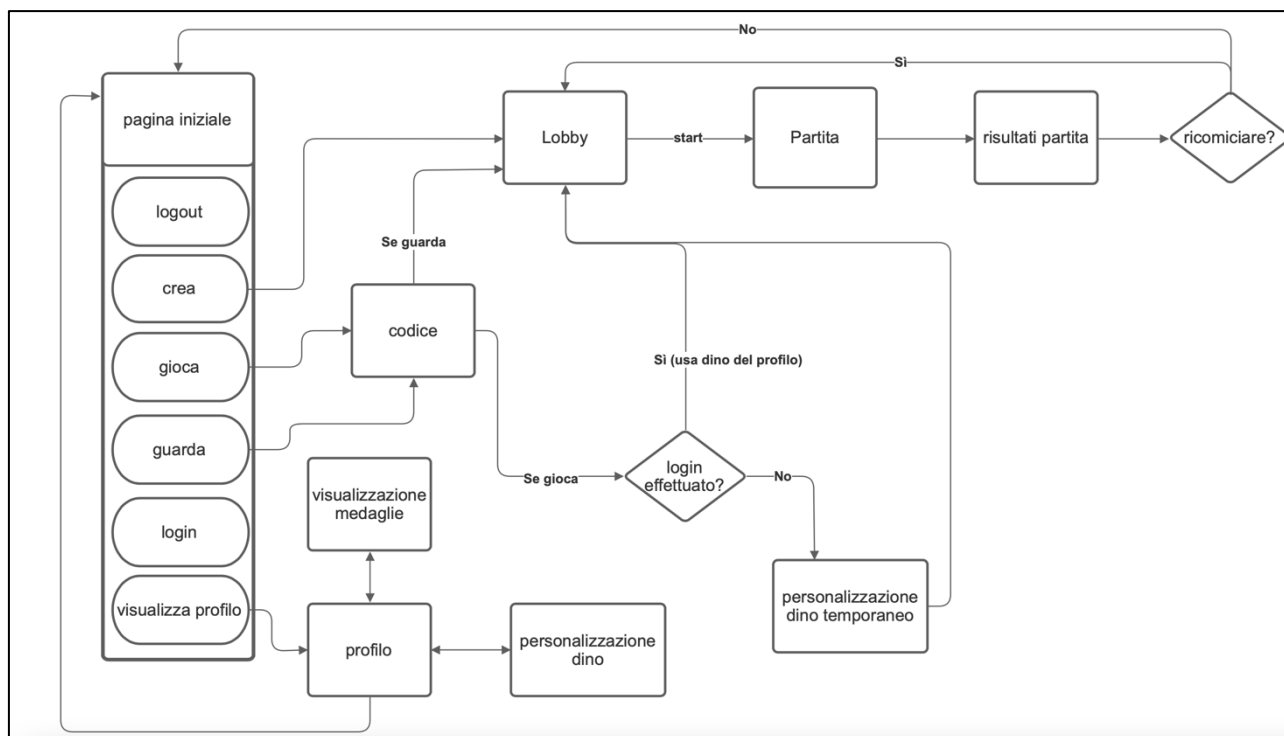 No
Sì
pagina iniziale
Lobby
start
Partita
risultati partita
ricomiciare?
logout
Se guarda
crea
codice
gioca
Sì (usa dino del profilo)
guarda
login
effettuato?
Se gioca
No
visualizzazione
medaglie
login
personalizzazione
dino temporaneo
visualizza profilo
profilo
personalizzazione
dino